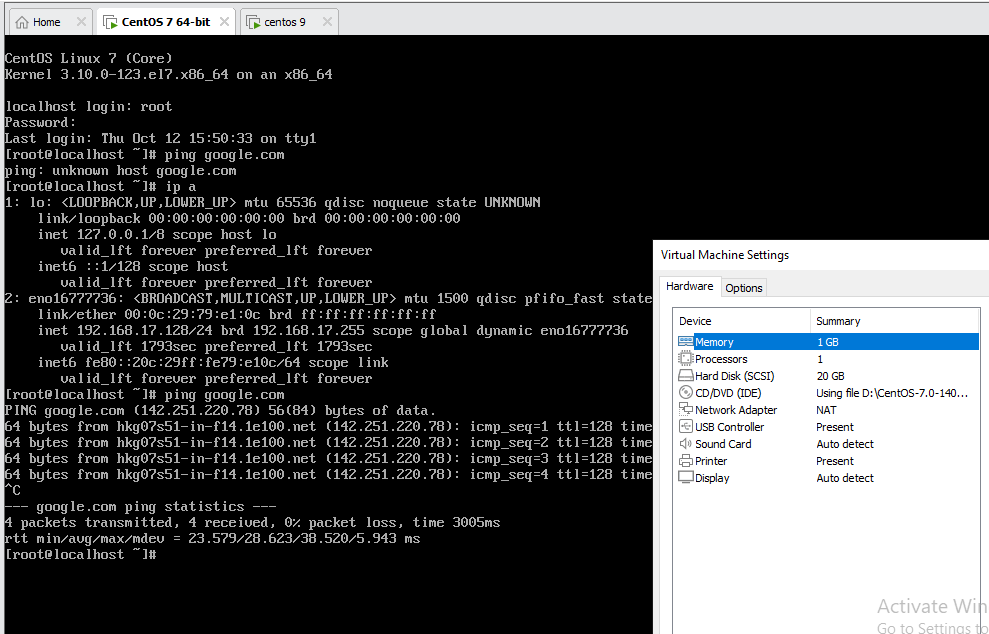 Home
CentOS 7 64-bit
centos 9
CentOS Linux 7 (Core)
Kernel 3.10.0-123.el7.x86_64 on an x86_64
localhost login: root
Password:
Last login: Thu Oct 12 15:50:33 on tty1
[root@localhost ~]# ping google.com
ping: unknown host google.com
[root@localhost ~]# ip a
1: lo: <LOOPBACK,UP,LOWER_UP> mtu 65536 qdisc noqueue state UNKNOWN
link/loopback 00:00:00:00:00:00 brd 00:00:00:00:00:00
inet 127.0.0.1/8 scope host lo
valid_lft forever preferred_lft forever
inet6 ::1/128 scope host
valid_lft forever preferred_lft forever
2: eno16777736: <BROADCAST,MULTICAST,UP,LOWER_UP> mtu 1500 qdisc pfifo_fast state
link/ether 00:0c:29:79:e1:0c brd ff:ff:ff:ff:ff:ff
inet 192.168.17.128/24 brd 192.168.17.255 scope global dynamic eno16777736
valid_lft 1793sec preferred_lft 1793sec
inet6 fe80::20c:29ff:fe79:e10c/64 scope link
valid_lft forever preferred_lft forever
[root@localhost ~]# ping google.com
PING google.com (142.251.220.78) 56(84) bytes of data.
64 bytes from hkg07s51-in-f14.1e100.net (142.251.220.78): icmp_seq=1 ttl=128 time
64 bytes from hkg07s51-in-f14.1e100.net (142.251.220.78): icmp_seq=2 ttl=128 time
64 bytes from hkg07s51-in-f14.1e100.net (142.251.220.78): icmp_seq=3 ttl=128 time
64 bytes from hkg07s51-in-f14.1e100.net (142.251.220.78): icmp_seq=4 ttl=128 time
^C
--- google.com ping statistics ---
4 packets transmitted, 4 received, 0% packet loss, time 3005ms
rtt min/avg/max/mdev = 23.579/28.623/38.520/5.943 ms
[root@localhost ~]#
Virtual Machine Settings
Hardware Options
Device Summary
Memory 1 GB
Processors 1
Hard Disk (SCSI) 20 GB
CD/DVD (IDE) Using file D:\CentOS-7.0-140...
Network Adapter NAT
USB Controller Present
Sound Card Auto detect
Printer Present
Display Auto detect
Activate Win
Go to Settings to